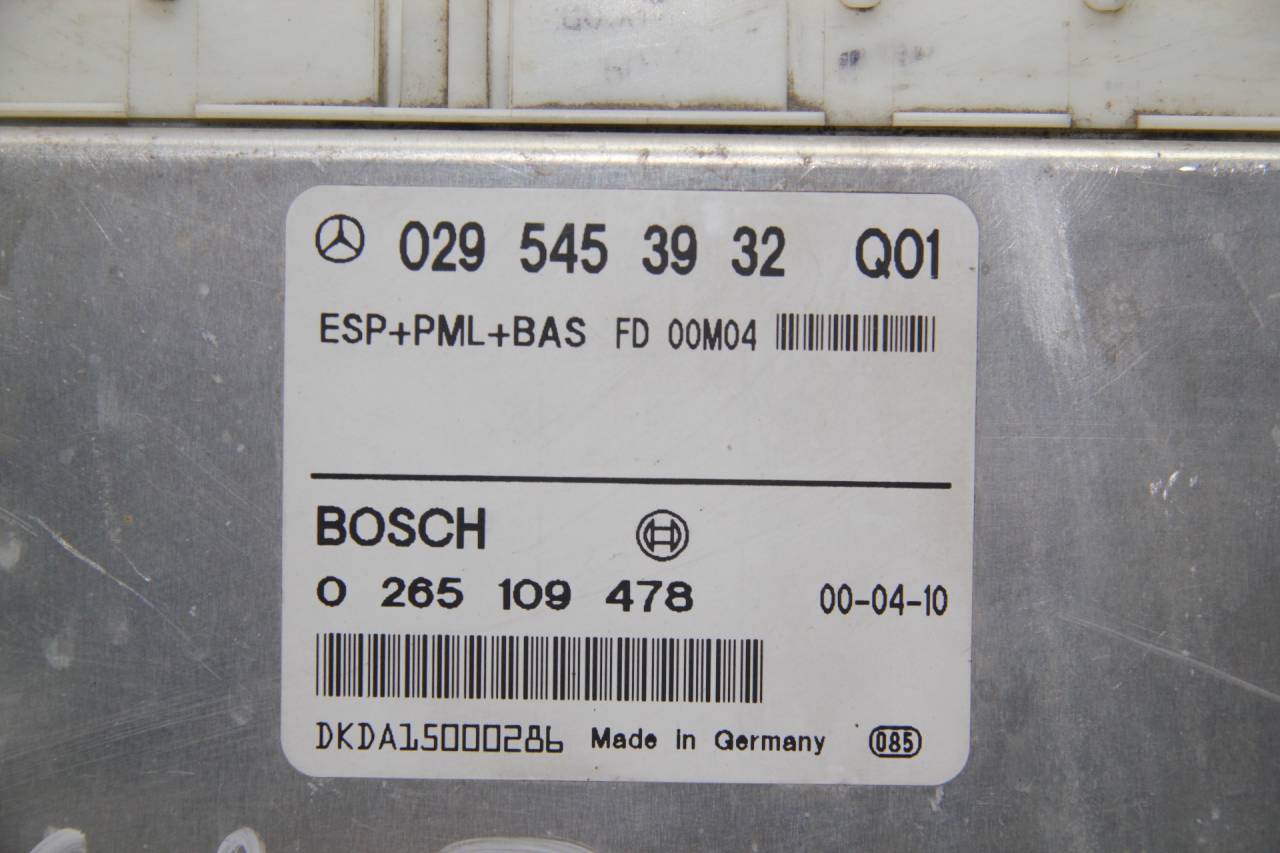 029 545 39 32 Q01
ESP+PML+BAS FD 00M04
BOSCH
0 265 109 478 00-04-10
DKDA15000286 Made in Germany 085